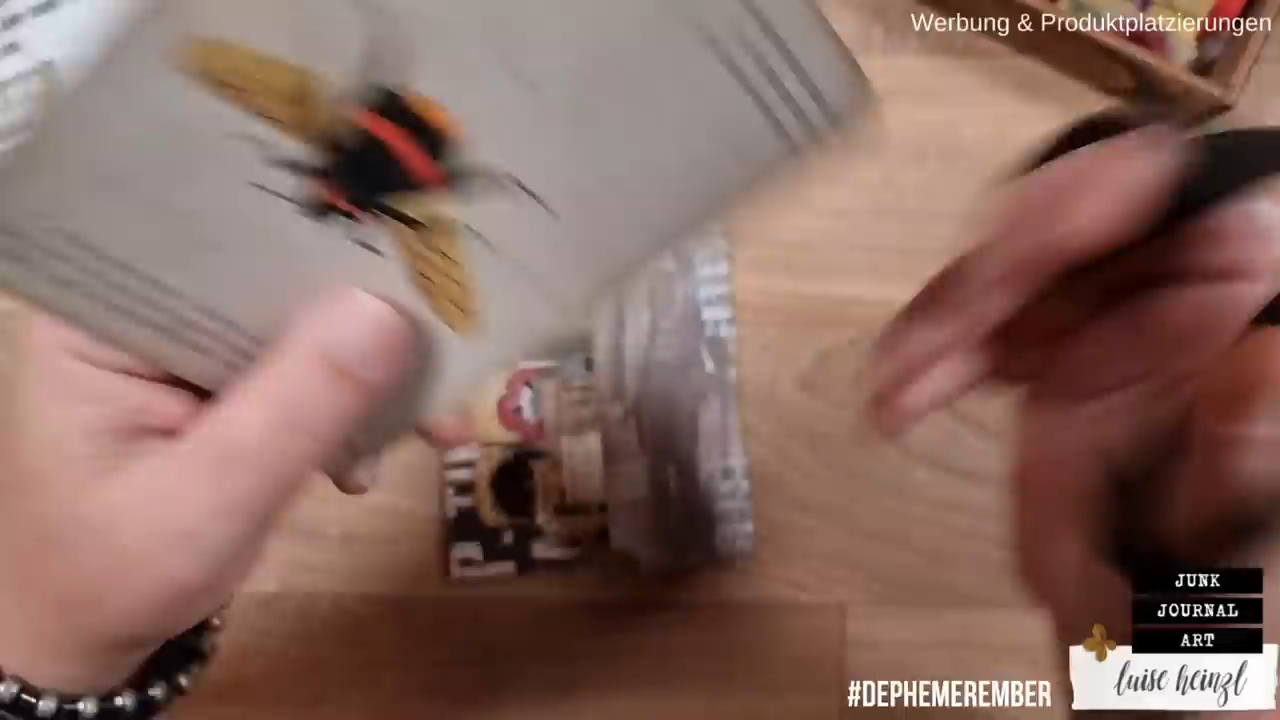 Werbung & Produktplatzierungen
JUNK
JOURNAL
ART
luise heinzl
#DEPHEMEREMBER